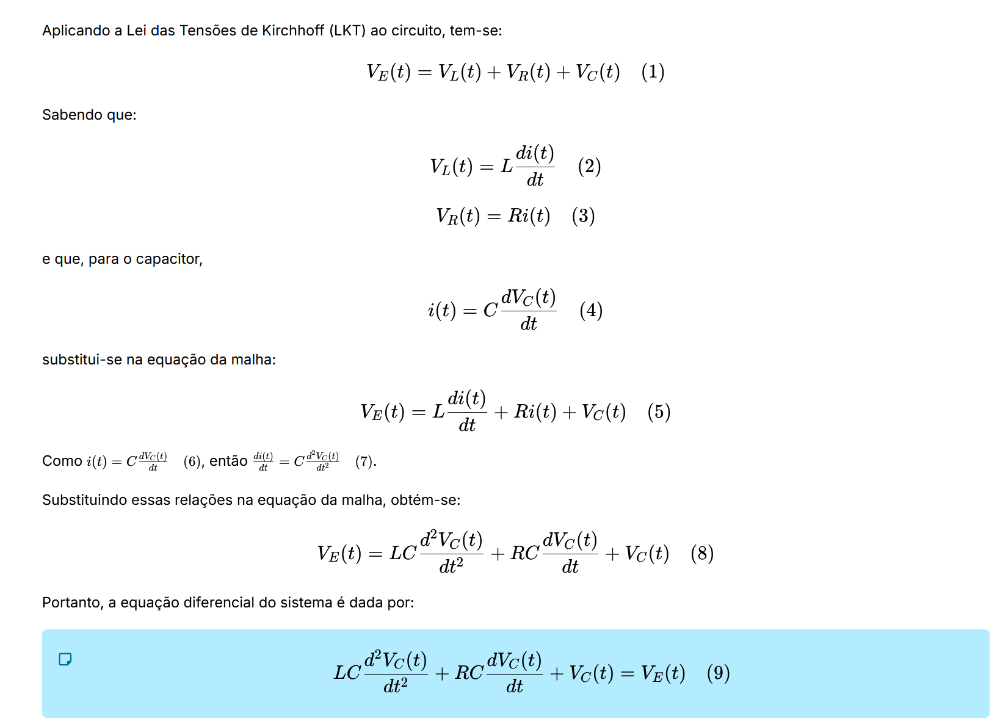 Aplicando a Lei das Tensões de Kirchhoff (LKT) ao circuito, tem-se:
$V_E(t) = V_L(t) + V_R(t) + V_C(t) \quad (1)$
Sabendo que:
$V_L(t) = L\frac{di(t)}{dt} \quad (2)$
$V_R(t) = Ri(t) \quad (3)$
e que, para o capacitor,
$i(t) = C\frac{dV_C(t)}{dt} \quad (4)$
substitui-se na equação da malha:
$V_E(t) = L\frac{di(t)}{dt} + Ri(t) + V_C(t) \quad (5)$
Como $i(t) = C\frac{dV_C(t)}{dt} \quad (6)$, então $\frac{di(t)}{dt} = C\frac{d^2V_C(t)}{dt^2} \quad (7)$.
Substituindo essas relações na equação da malha, obtém-se:
$V_E(t) = LC\frac{d^2V_C(t)}{dt^2} + RC\frac{dV_C(t)}{dt} + V_C(t) \quad (8)$
Portanto, a equação diferencial do sistema é dada por:
$LC\frac{d^2V_C(t)}{dt^2} + RC\frac{dV_C(t)}{dt} + V_C(t) = V_E(t) \quad (9)$